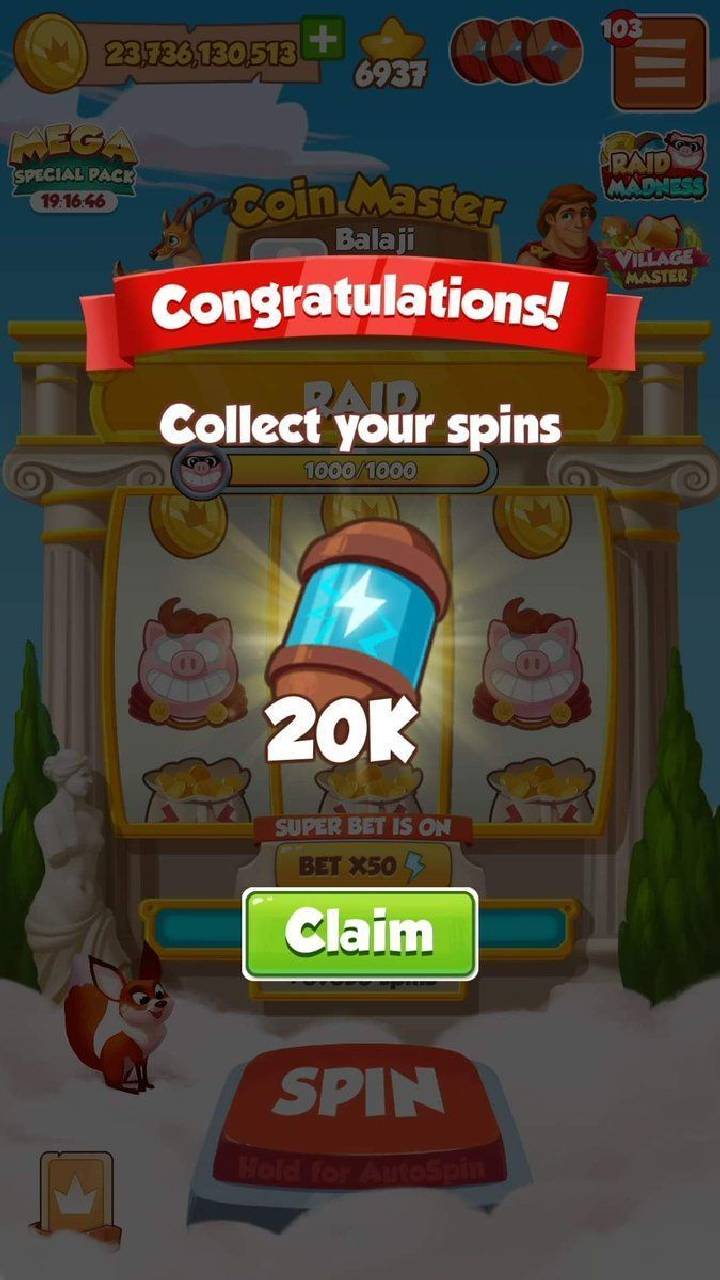 23,736,130,513
6937
103
MEGA
SPECIAL PACK
19:16:46
RAID
MADNESS
Coin Master
Balaji
VILLAGE
MASTER
Congratulations!
RAID
Collect your spins
1000/1000
20K
SUPER BET IS ON
BET X50
Claim
spins
SPIN
Hold for AutoSpin